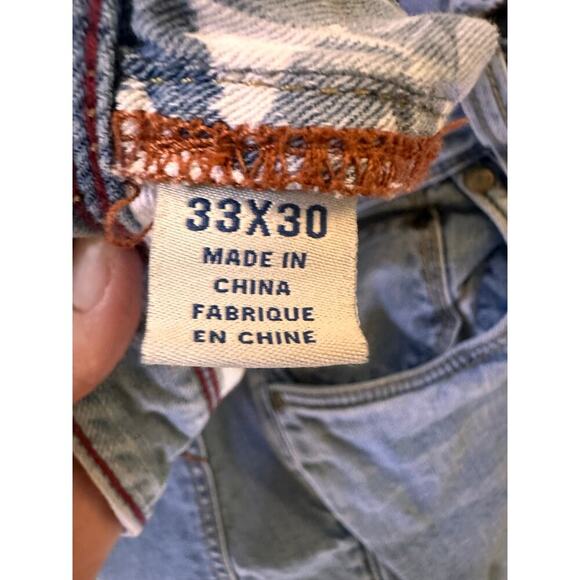 33X30
MADE IN
CHINA
FABRIQUE
EN CHINE